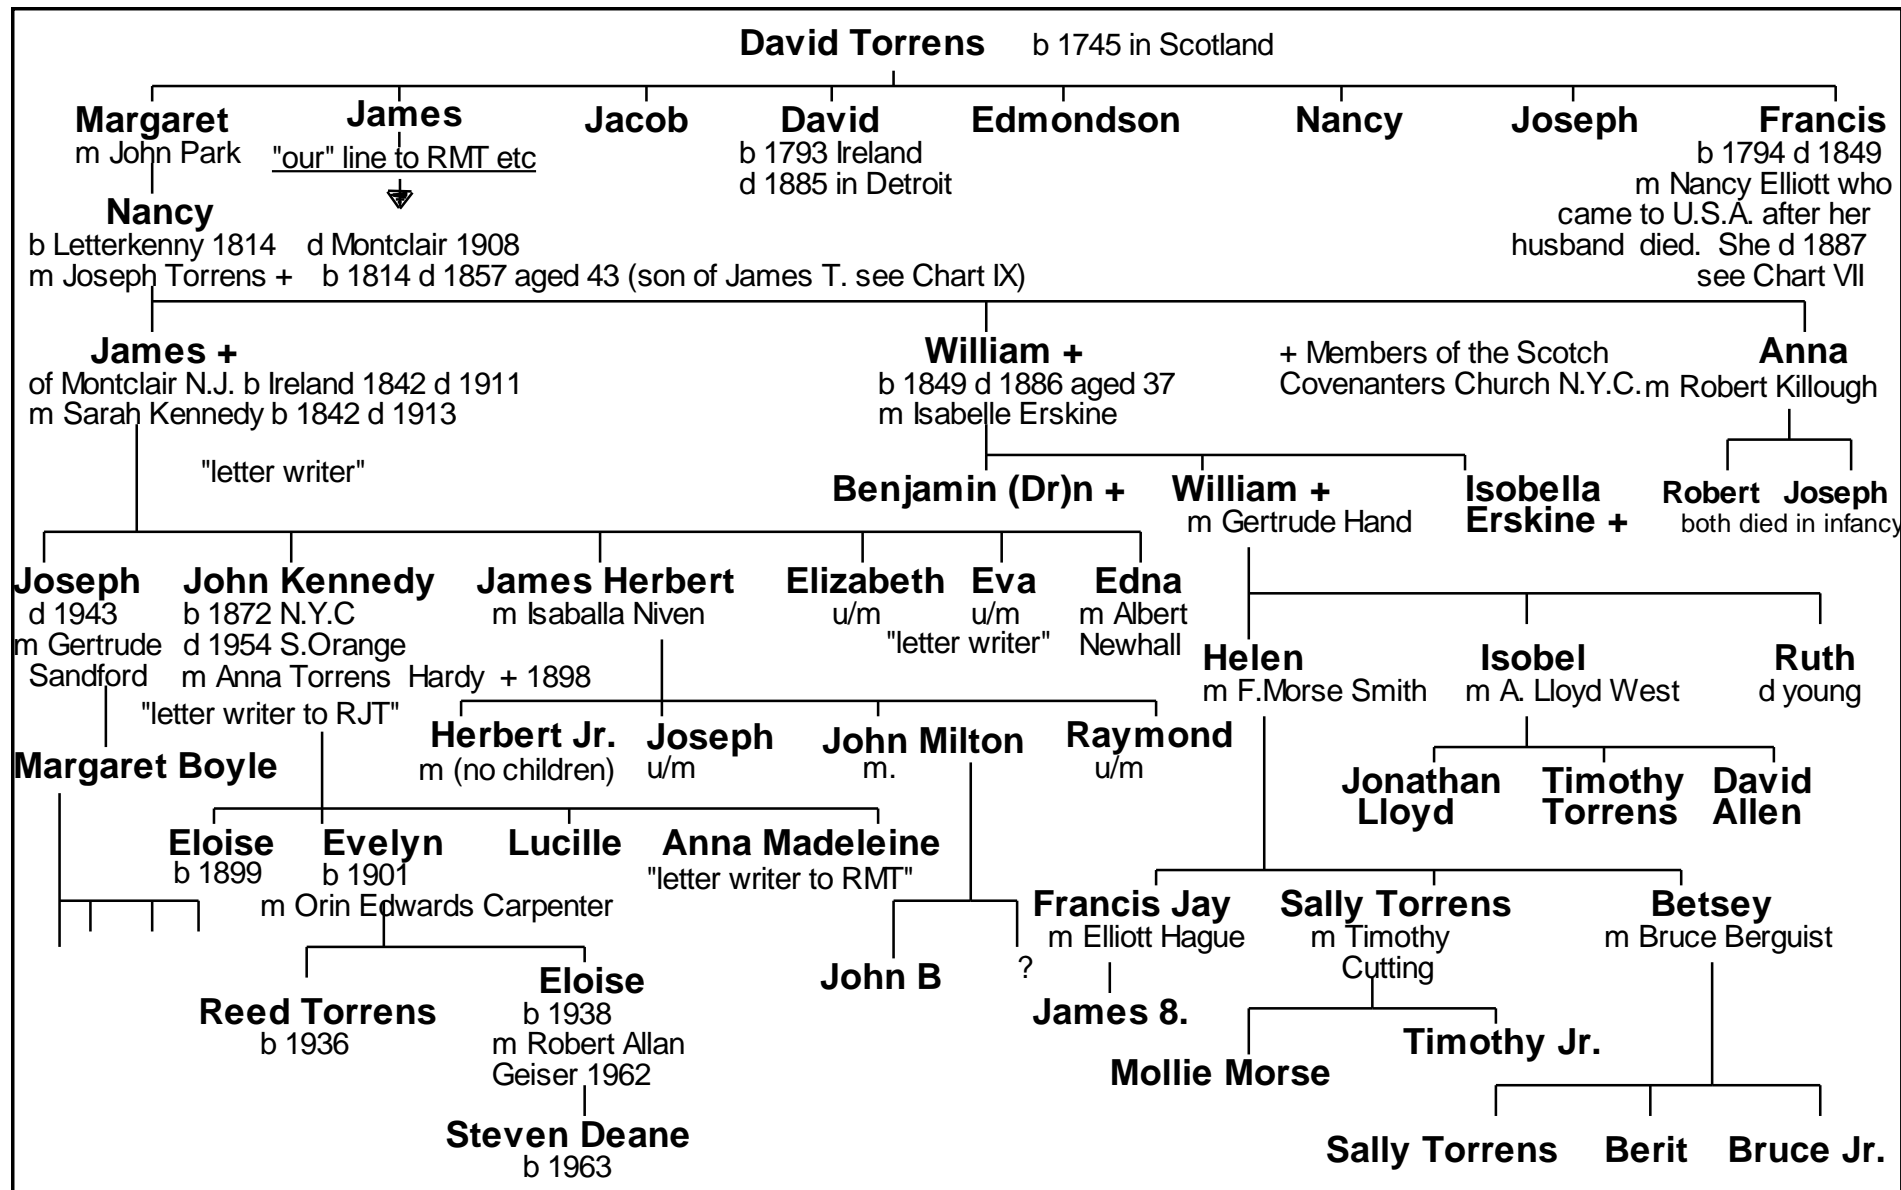 David Torrens b 1745 in Scotland
Margaret James Jacob David Edmondson Nancy Joseph Francis
m John Park "our" line to RMT etc b 1793 Ireland b 1794 d 1849
d 1885 in Detroit m Nancy Elliott who
Nancy came to U.S.A. after her
b Letterkenny 1814 d Montclair 1908 husband died. She d 1887
m Joseph Torrens + b 1814 d 1857 aged 43 (son of James T. see Chart IX) see Chart VII
James + William + + Members of the Scotch Anna
of Montclair N.J. b Ireland 1842 d 1911 b 1849 d 1886 aged 37 Covenanters Church N.Y.C. m Robert Killough
m Sarah Kennedy b 1842 d 1913 m Isabelle Erskine
"letter writer"
Benjamin (Dr)n + William + Isobella Robert Joseph
m Gertrude Hand Erskine + both died in infancy
Joseph John Kennedy James Herbert Elizabeth Eva Edna
d 1943 b 1872 N.Y.C m Isaballa Niven u/m u/m m Albert
m Gertrude d 1954 S.Orange "letter writer" Newhall
Sandford m Anna Torrens Hardy + 1898
Helen Isobel Ruth
m F.Morse Smith m A. Lloyd West d young
"letter writer to RJT"
Herbert Jr. Joseph John Milton Raymond
m (no children) u/m m. u/m
Margaret Boyle
Jonathan Timothy David
Lloyd Torrens Allen
Eloise Evelyn Lucille Anna Madeleine
b 1899 b 1901 "letter writer to RMT"
m Orin Edwards Carpenter
Francis Jay Sally Torrens Betsey
m Elliott Hague m Timothy m Bruce Berguist
Cutting
John B ?
Eloise
Reed Torrens b 1938 James 8.
b 1936 m Robert Allan Timothy Jr.
Geiser 1962 Mollie Morse
Steven Deane
b 1963
Sally Torrens Berit Bruce Jr.